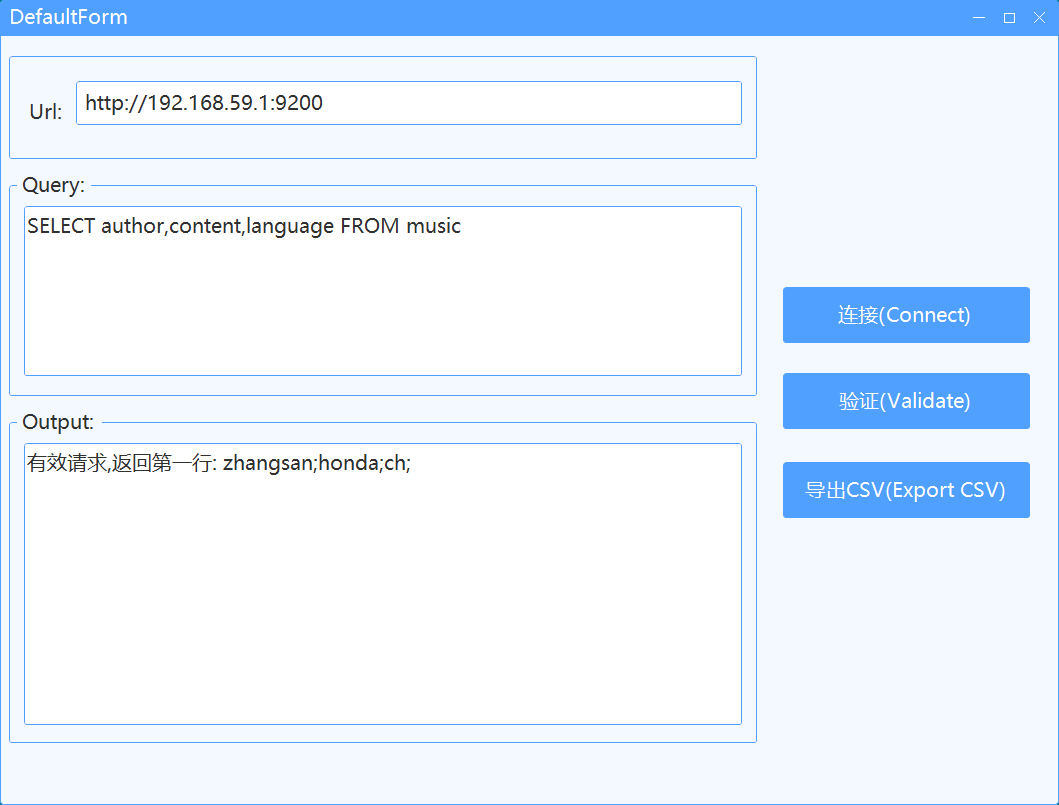 DefaultForm
Url:
http://192.168.59.1:9200
Query:
SELECT author,content,language FROM music
连接(Connect)
验证(Validate)
Output:
有效请求,返回第一行: zhangsan;honda;ch;
导出CSV(Export CSV)